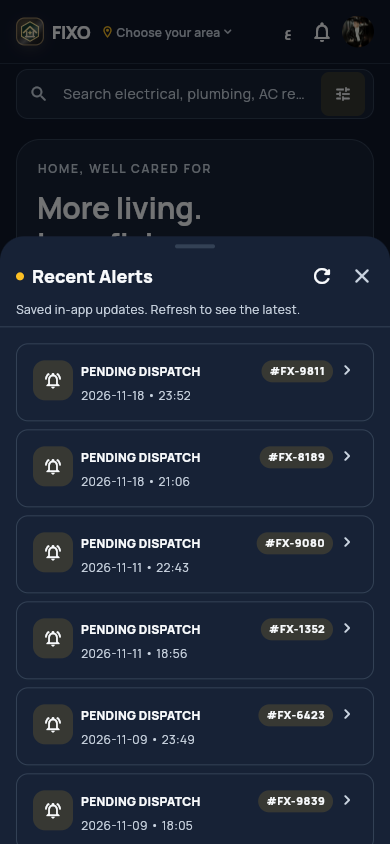 FIXO
Choose your area
ع
Search electrical, plumbing, AC re...
HOME, WELL CARED FOR
More living.
Recent Alerts
Saved in-app updates. Refresh to see the latest.
PENDING DISPATCH #FX-9811
2026-11-18 • 23:52
PENDING DISPATCH #FX-8189
2026-11-18 • 21:06
PENDING DISPATCH #FX-9080
2026-11-11 • 22:43
PENDING DISPATCH #FX-1352
2026-11-11 • 18:56
PENDING DISPATCH #FX-6423
2026-11-09 • 23:49
PENDING DISPATCH #FX-9839
2026-11-09 • 18:05